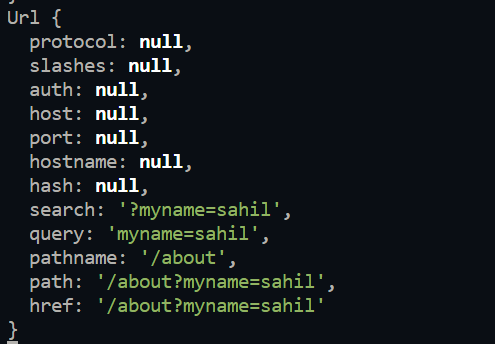 Url {
  protocol: null,
  slashes: null,
  auth: null,
  host: null,
  port: null,
  hostname: null,
  hash: null,
  search: '?myname=sahil',
  query: 'myname=sahil',
  pathname: '/about',
  path: '/about?myname=sahil',
  href: '/about?myname=sahil'
}